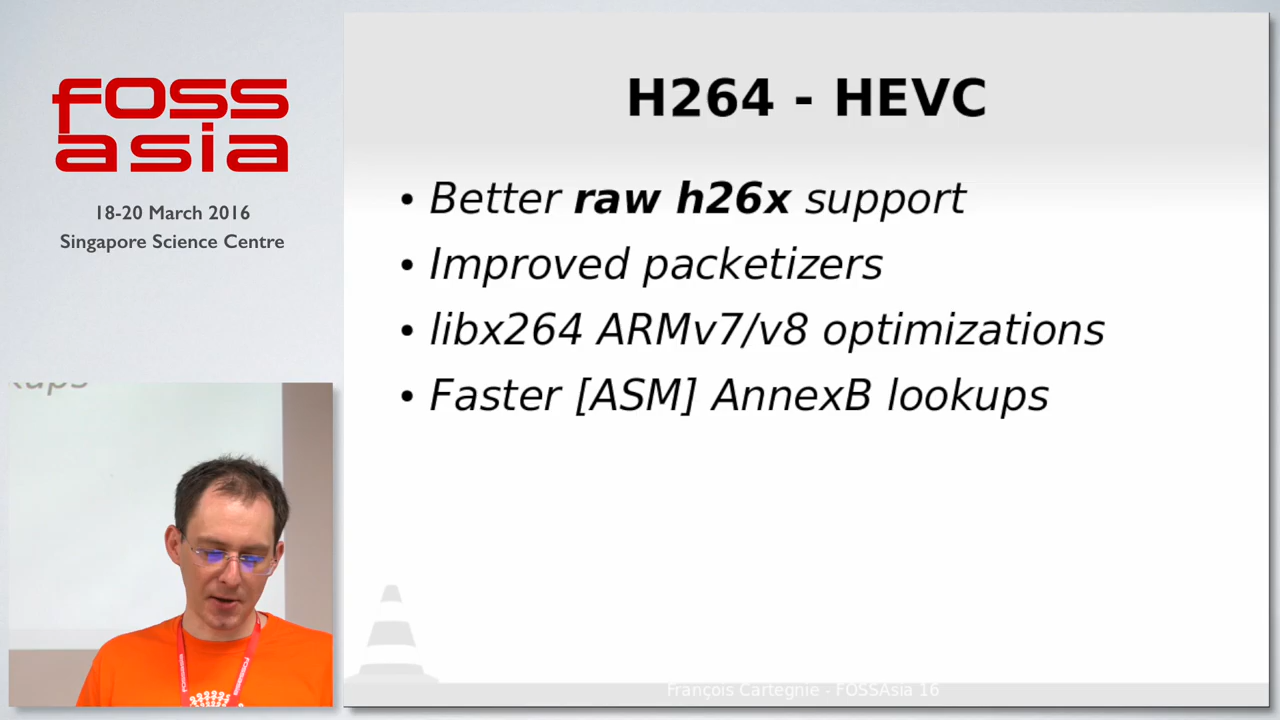 foss
asia
18-20 March 2016
Singapore Science Centre
H264 - HEVC
• Better raw h26x support
• Improved packetizers
• libx264 ARMv7/v8 optimizations
• Faster [ASM] AnnexB lookups
François Cartegnie - FOSSAsia 16